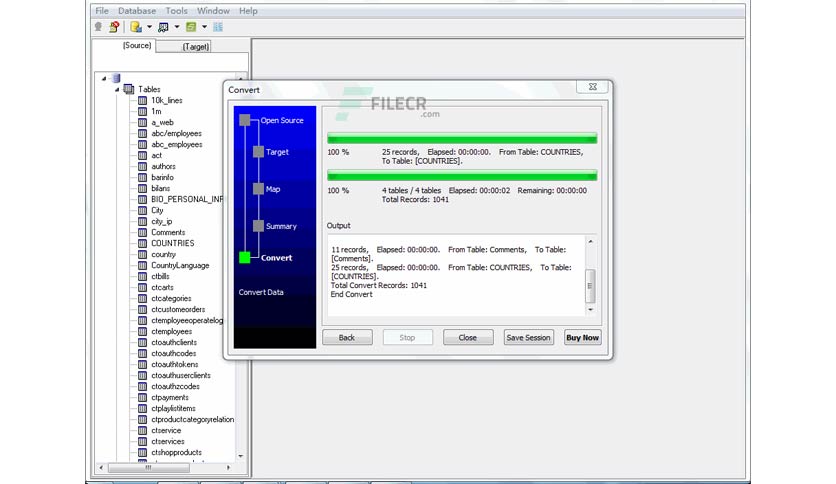 File Database Tools Window Help
(Source) (Target)
Tables
10k_lines
1m
a_web
abc/employees
abc_employees
act
authors
barinfo
bilans
BIO_PERSONAL_INF
City
city_ip
Comments
COUNTRIES
country
CountryLanguage
ctbills
ctcarts
ctcategories
ctcustomeorders
ctemployeeoperatelog
ctemployees
ctoauthclients
ctoauthcodes
ctoauthtokens
ctoauthuserclients
ctoauthzcodes
ctpayments
ctplaylistitems
ctproductcategoryrelation
ctservice
ctservices
ctshopproducts
Convert
FILECR
.com
Open Source
Target
Map
Summary
Convert
Convert Data
100 % 25 records, Elapsed: 00:00:00. From Table: COUNTRIES,
To Table: [COUNTRIES].
100 % 4 tables / 4 tables Elapsed: 00:00:02 Remaining: 00:00:00
Total Records: 1041
Output
11 records, Elapsed: 00:00:00. From Table: Comments, To Table:
[Comments].
25 records, Elapsed: 00:00:00. From Table: COUNTRIES, To Table:
[COUNTRIES].
Total Convert Records: 1041
End Convert
Back Stop Close Save Session Buy Now